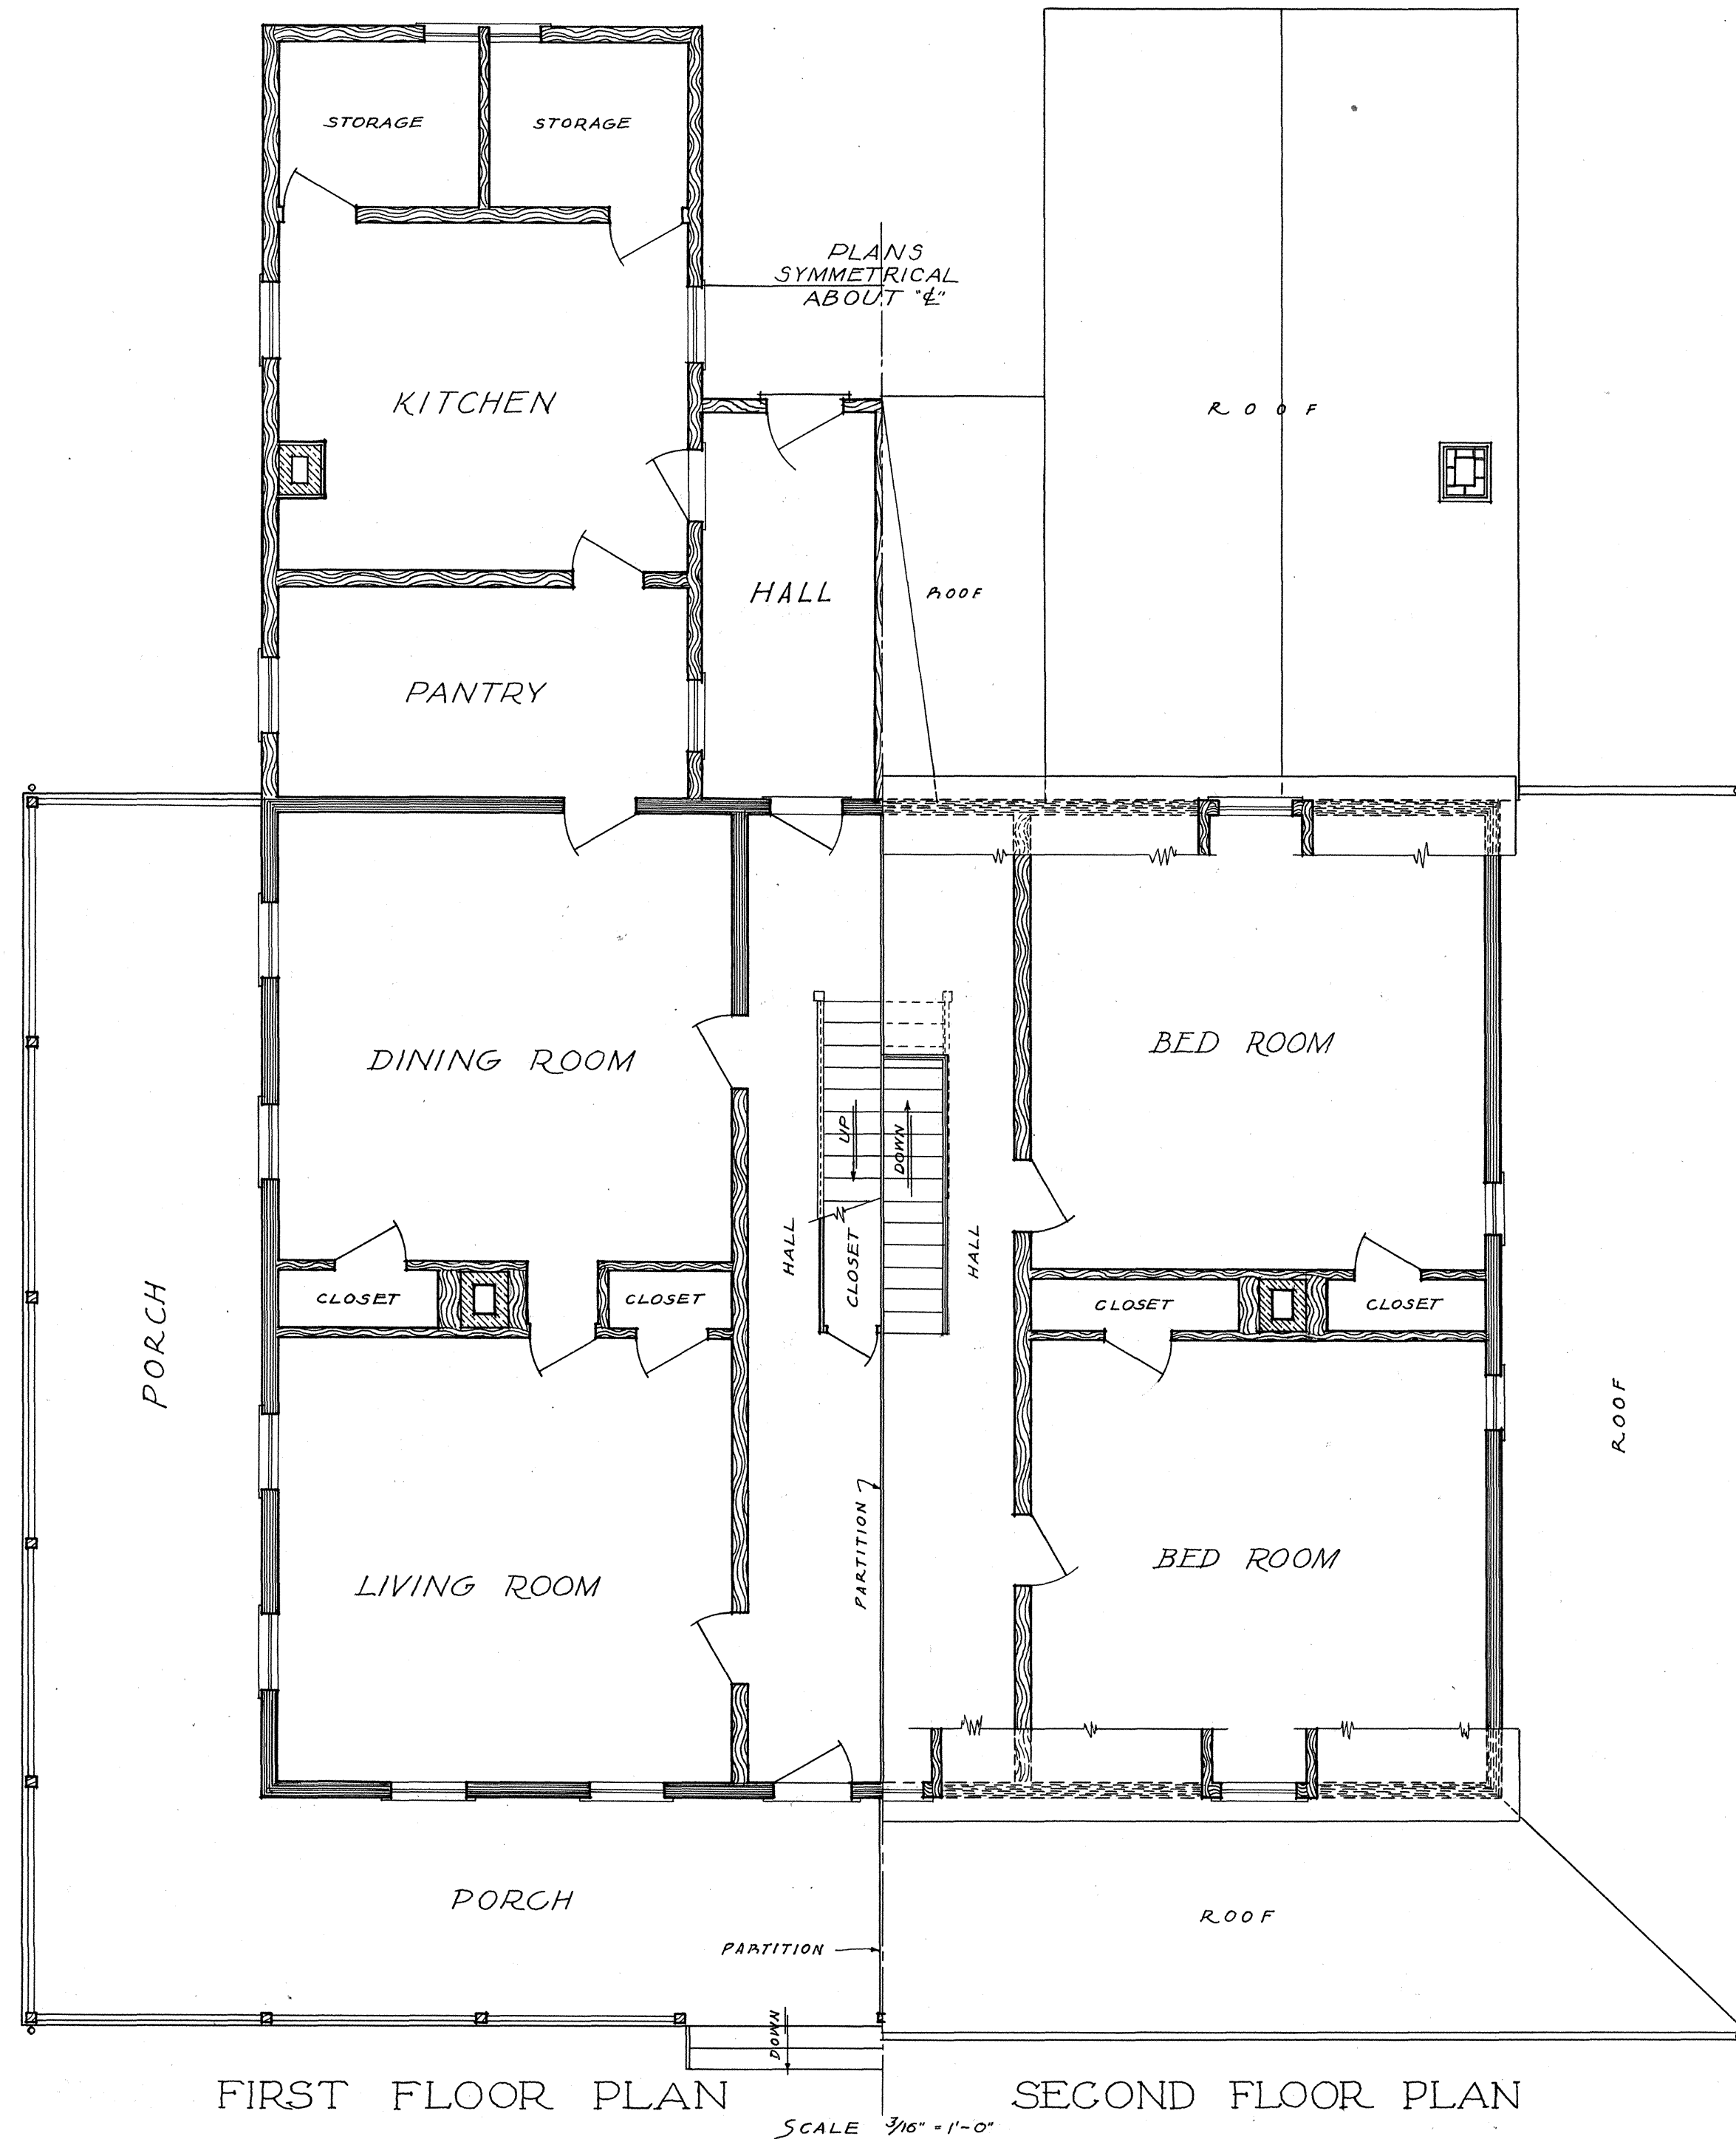 STORAGE
STORAGE
PLANS
SYMMETRICAL
ABOUT "℄"
KITCHEN
ROOF
HALL
ROOF
PANTRY
DINING ROOM
BED ROOM
UP
DOWN
HALL
CLOSET
HALL
CLOSET
CLOSET
CLOSET
CLOSET
PORCH
ROOF
PARTITION
LIVING ROOM
BED ROOM
PORCH
ROOF
PARTITION
DOWN
FIRST FLOOR PLAN
SECOND FLOOR PLAN
SCALE 3/16" = 1'-0"